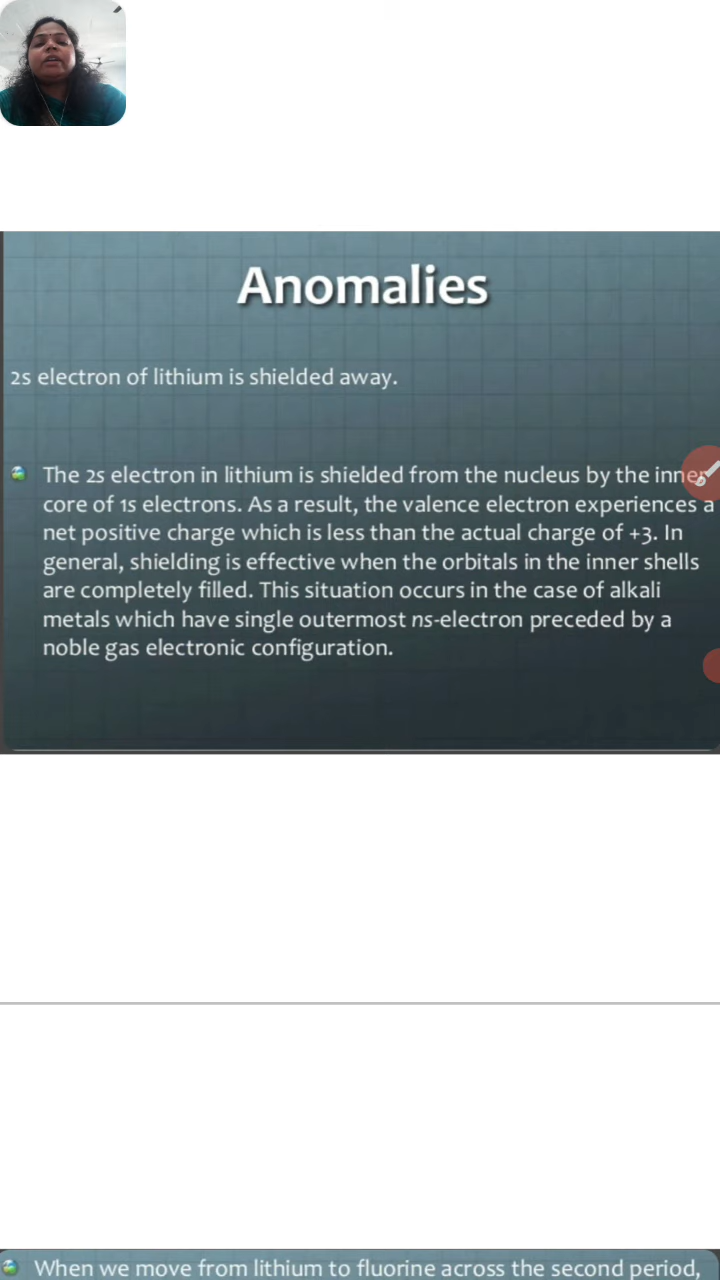 Anomalies
2s electron of lithium is shielded away.
The 2s electron in lithium is shielded from the nucleus by the inner
core of 1s electrons. As a result, the valence electron experiences a
net positive charge which is less than the actual charge of +3. In
general, shielding is effective when the orbitals in the inner shells
are completely filled. This situation occurs in the case of alkali
metals which have single outermost ns-electron preceded by a
noble gas electronic configuration.
When we move from lithium to fluorine across the second period,